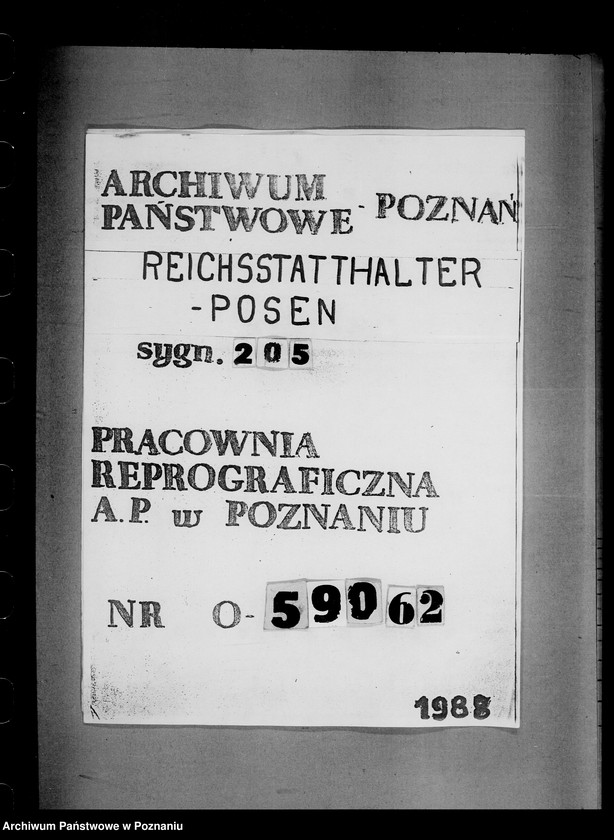 ARCHIWUM
PAŃSTWOWE - POZNAŃ
REICHSSTATTHALTER
-POSEN
sygn. 205
PRACOWNIA
REPROGRAFICZNA
A.P. w POZNANIU
NR O-59062
1988
Archiwum Państwowe w Poznaniu